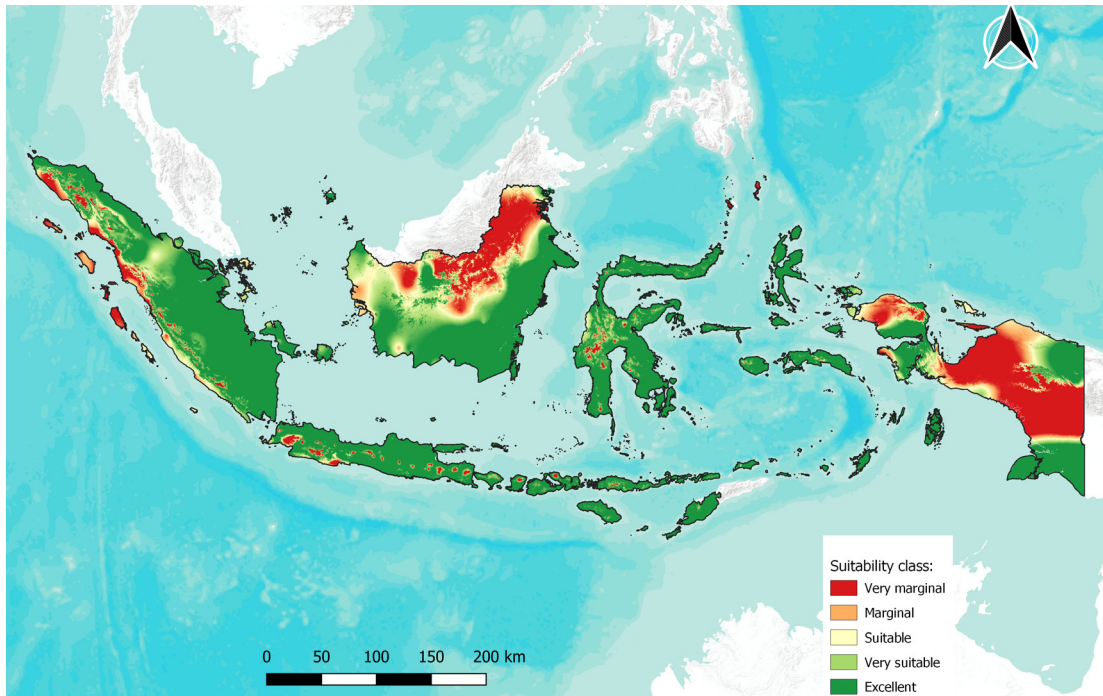 Suitability class:
Very marginal
Marginal
Suitable
Very suitable
Excellent
0 50 100 150 200 km